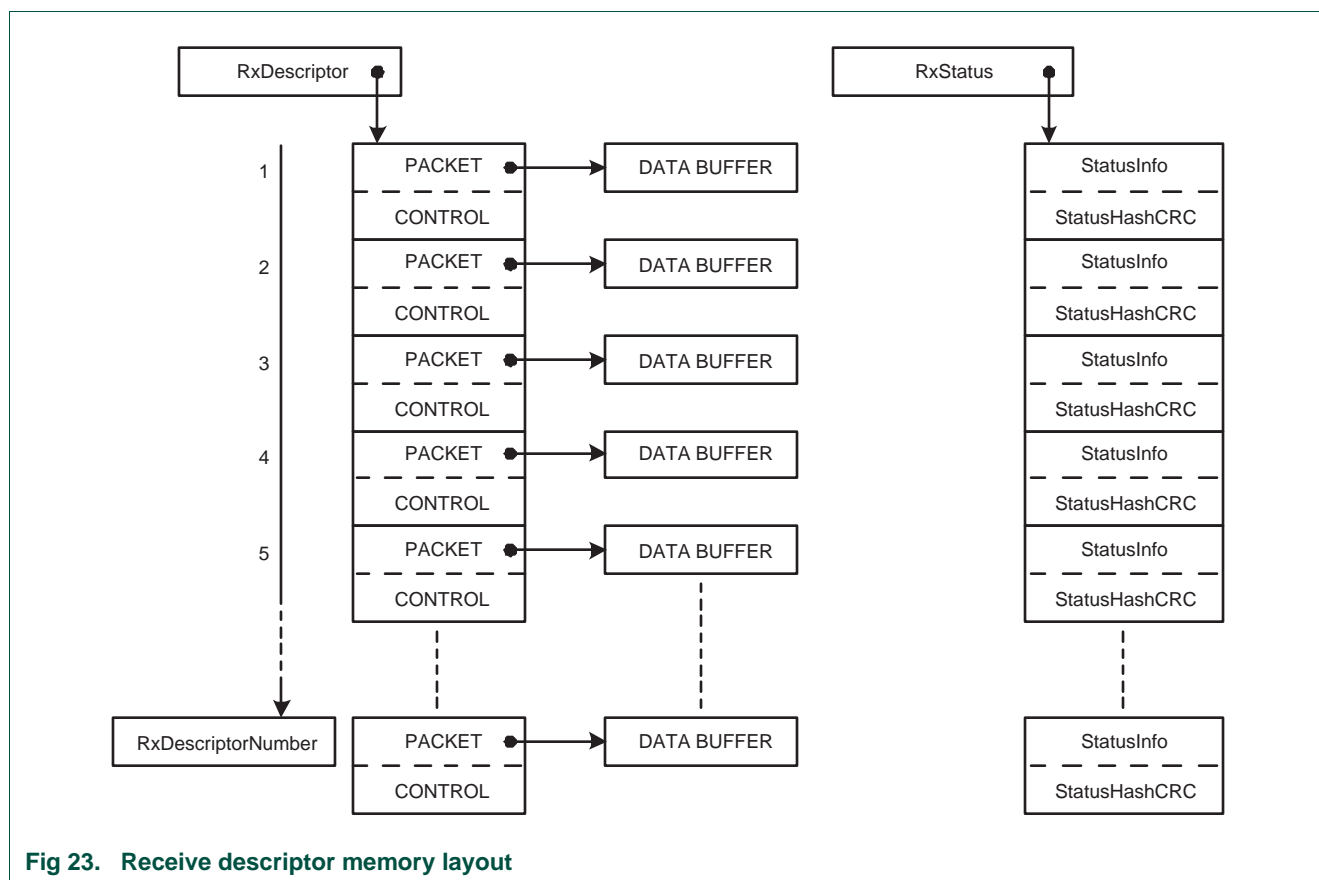 RxDescriptor
RxStatus
1
PACKET
DATA BUFFER
StatusInfo
CONTROL
StatusHashCRC
2
PACKET
DATA BUFFER
StatusInfo
CONTROL
StatusHashCRC
3
PACKET
DATA BUFFER
StatusInfo
CONTROL
StatusHashCRC
4
PACKET
DATA BUFFER
StatusInfo
CONTROL
StatusHashCRC
5
PACKET
DATA BUFFER
StatusInfo
CONTROL
StatusHashCRC
RxDescriptorNumber
PACKET
DATA BUFFER
StatusInfo
CONTROL
StatusHashCRC
Fig 23. Receive descriptor memory layout